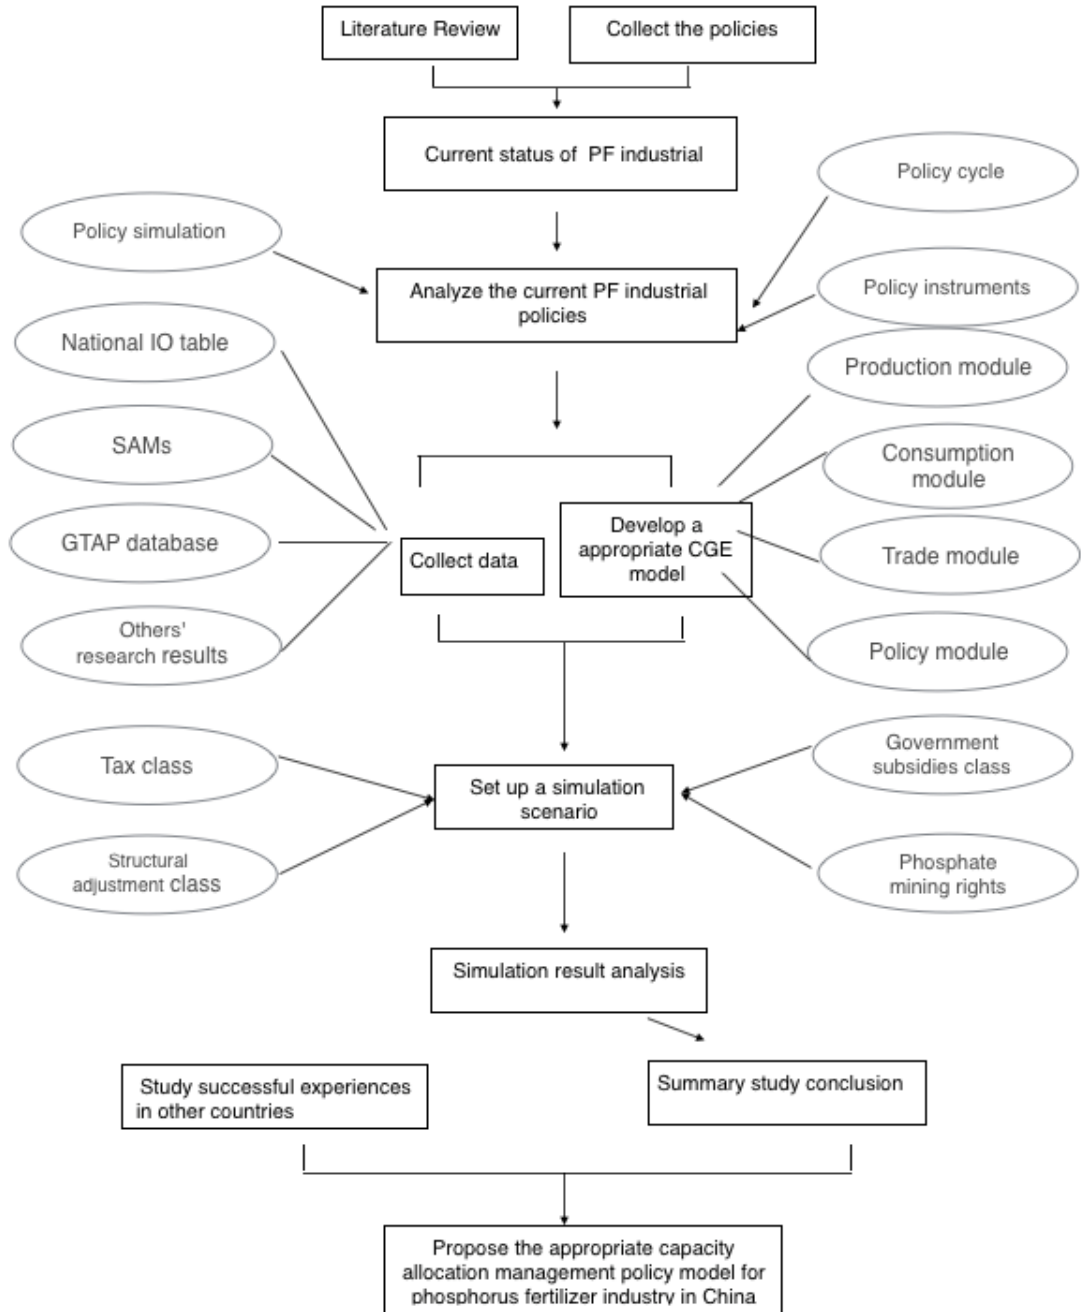 Literature Review
Collect the policies
Current status of PF industrial
Policy cycle
Policy simulation
Analyze the current PF industrial
policies
Policy instruments
National IO table
Production module
SAMs
Consumption
module
GTAP database
Collect data
Develop a
appropriate CGE
model
Trade module
Others'
research results
Policy module
Tax class
Set up a simulation
scenario
Government
subsidies class
Structural
adjustment class
Phosphate
mining rights
Simulation result analysis
Study successful experiences
in other countries
Summary study conclusion
Propose the appropriate capacity
allocation management policy model for
phosphorus fertilizer industry in China